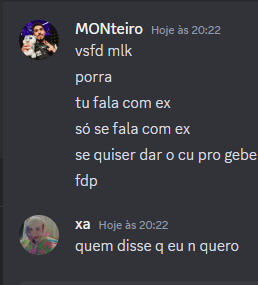 MONteiro Hoje às 20:22
vsfd mlk
porra
tu fala com ex
só se fala com ex
se quiser dar o cu pro gebe
fdp
xa Hoje às 20:22
quem disse q eu n quero